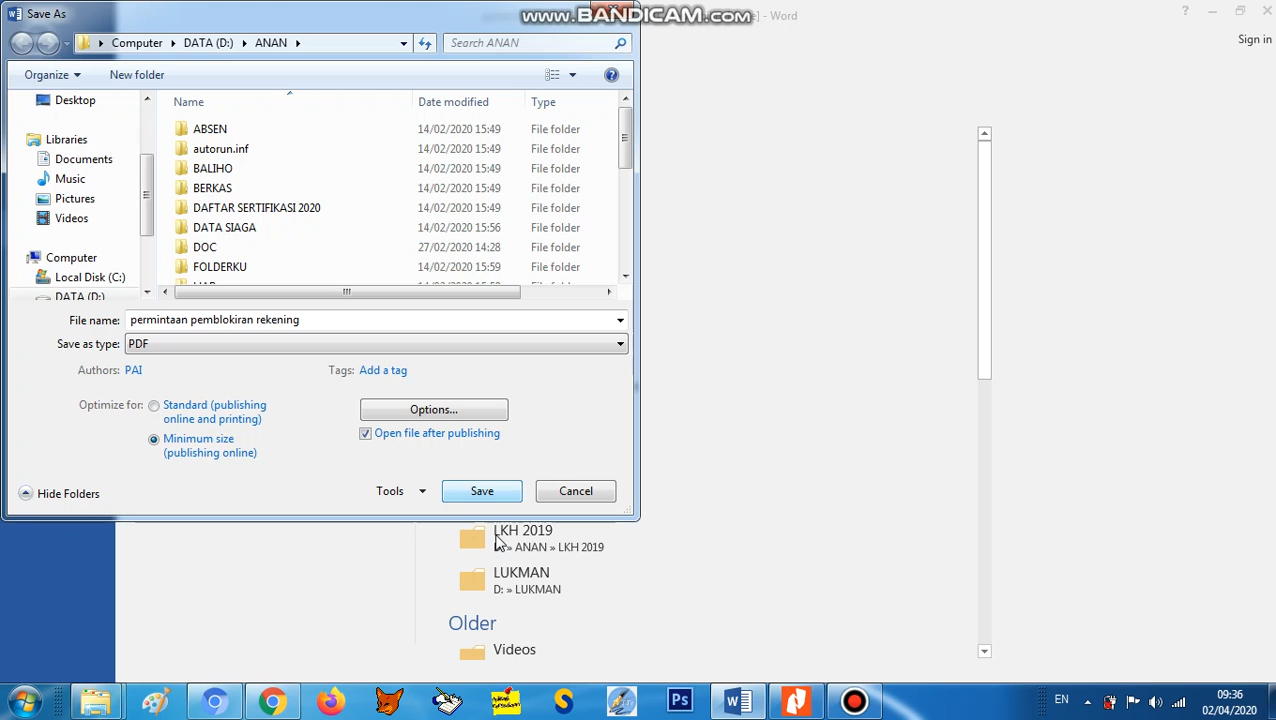 Save As
www.BANDICAM.com
] - Word
?
Sign in
Computer
DATA (D:)
ANAN
Search ANAN
Organize
New folder
Desktop
Libraries
Documents
Music
Pictures
Videos
Computer
Local Disk (C:)
DATA (D:)
Name
Date modified
Type
ABSEN 14/02/2020 15:49 File folder
autorun.inf 14/02/2020 15:49 File folder
BALIHO 14/02/2020 15:49 File folder
BERKAS 14/02/2020 15:49 File folder
DAFTAR SERTIFIKASI 2020 14/02/2020 15:49 File folder
DATA SIAGA 14/02/2020 15:56 File folder
DOC 27/02/2020 14:28 File folder
FOLDERKU 14/02/2020 15:59 File folder
File name: permintaan pemblokiran rekening
Save as type: PDF
Authors: PAI
Tags: Add a tag
Optimize for:
Standard (publishing
online and printing)
Minimum size
(publishing online)
Options...
Open file after publishing
Hide Folders
Tools
Save
Cancel
LKH 2019
» ANAN » LKH 2019
LUKMAN
D: » LUKMAN
Older
Videos
EN
09:36
02/04/2020